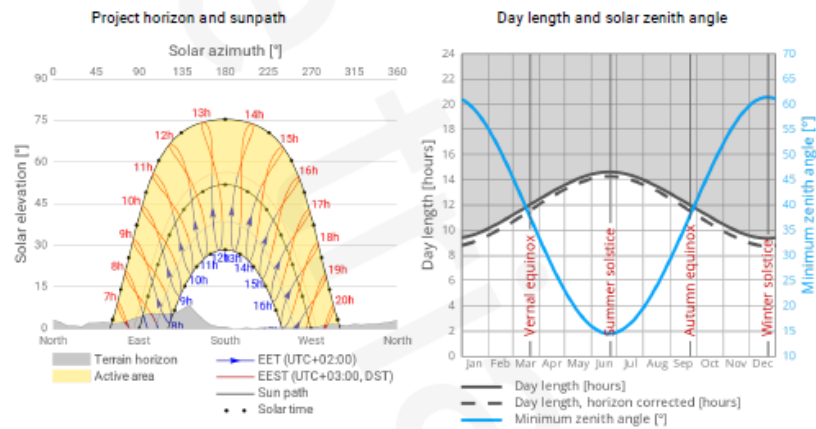 Project horizon and sunpath
Solar azimuth [°]
0 45 90 135 180 225 270 315 360
Solar elevation [°]
90
75
60
45
30
15
0
13h 14h
12h 15h
11h 16h
10h 17h
9h 18h
8h 19h
7h 20h
12h 13h
11h 14h
10h 15h
9h 16h
8h
North East South West North
Terrain horizon
Active area
EET (UTC+02:00)
EEST (UTC+03:00, DST)
Sun path
Solar time
Day length and solar zenith angle
Day length [hours]
24
22
20
18
16
14
12
10
8
6
4
2
0
Minimum zenith angle [°]
70
65
60
55
50
45
40
35
30
25
20
15
10
Vernal equinox
Summer solstice
Autumn equinox
Winter solstice
Jan Feb Mar Apr May Jun Jul Aug Sep Oct Nov Dec
Day length [hours]
Day length, horizon corrected [hours]
Minimum zenith angle [°]